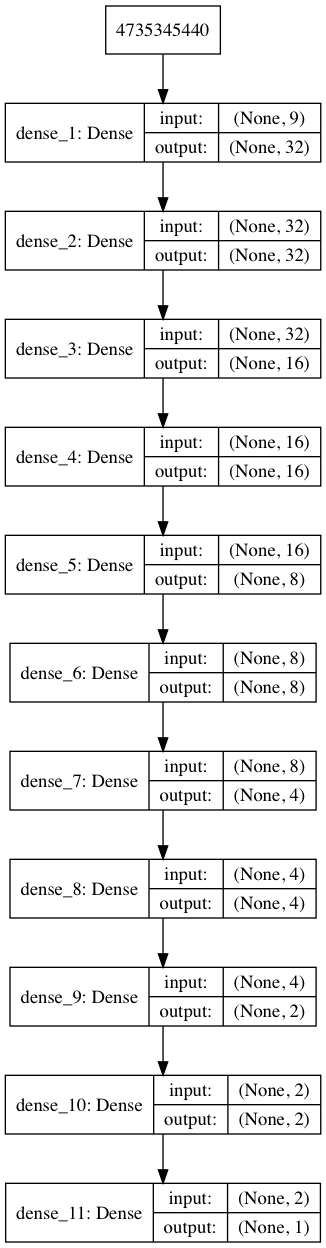 4735345440
dense_1: Dense
input:
(None, 9)
output:
(None, 32)
dense_2: Dense
input:
(None, 32)
output:
(None, 32)
dense_3: Dense
input:
(None, 32)
output:
(None, 16)
dense_4: Dense
input:
(None, 16)
output:
(None, 16)
dense_5: Dense
input:
(None, 16)
output:
(None, 8)
dense_6: Dense
input:
(None, 8)
output:
(None, 8)
dense_7: Dense
input:
(None, 8)
output:
(None, 4)
dense_8: Dense
input:
(None, 4)
output:
(None, 4)
dense_9: Dense
input:
(None, 4)
output:
(None, 2)
dense_10: Dense
input:
(None, 2)
output:
(None, 2)
dense_11: Dense
input:
(None, 2)
output:
(None, 1)